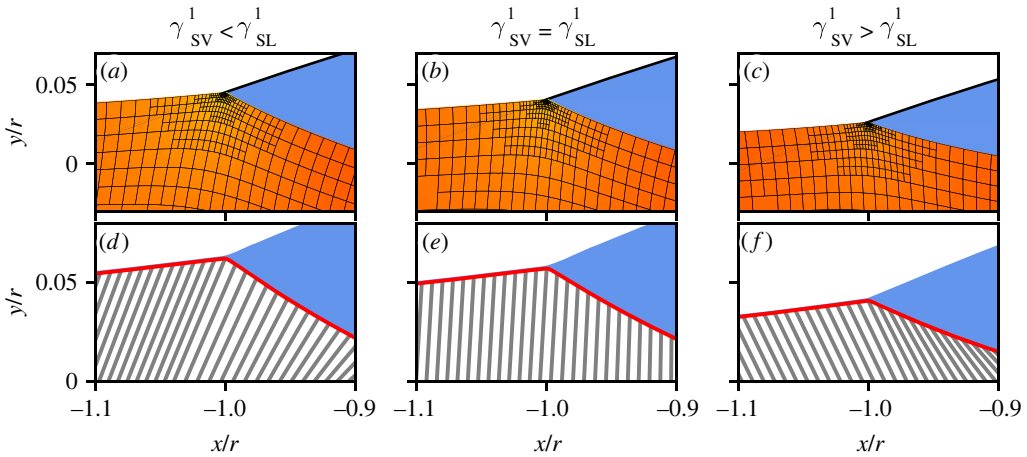 γ¹SV < γ¹SL
γ¹SV = γ¹SL
γ¹SV > γ¹SL
(a)
(b)
(c)
0.05
0
y/r
(d)
(e)
(f)
0.05
0
y/r
–1.1 –1.0 –0.9
–1.1 –1.0 –0.9
–1.1 –1.0 –0.9
x/r
x/r
x/r